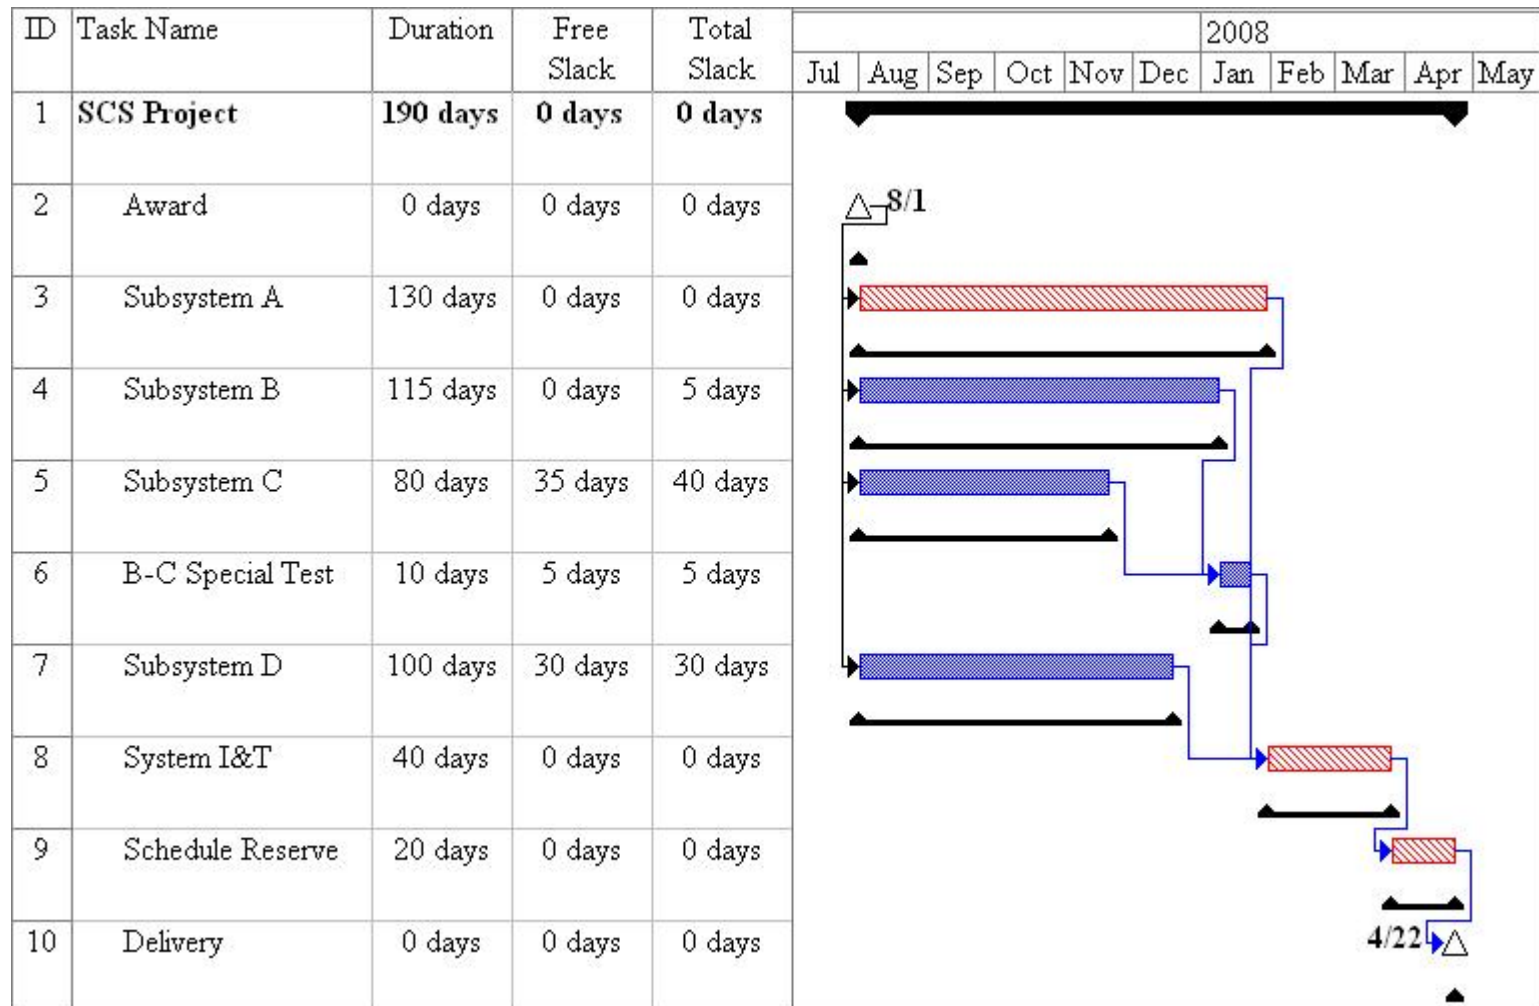 ID Task Name Duration Free Slack Total Slack 2008
Jul Aug Sep Oct Nov Dec Jan Feb Mar Apr May
1 SCS Project 190 days 0 days 0 days
2 Award 0 days 0 days 0 days 8/1
3 Subsystem A 130 days 0 days 0 days
4 Subsystem B 115 days 0 days 5 days
5 Subsystem C 80 days 35 days 40 days
6 B-C Special Test 10 days 5 days 5 days
7 Subsystem D 100 days 30 days 30 days
8 System I&T 40 days 0 days 0 days
9 Schedule Reserve 20 days 0 days 0 days
10 Delivery 0 days 0 days 0 days 4/22